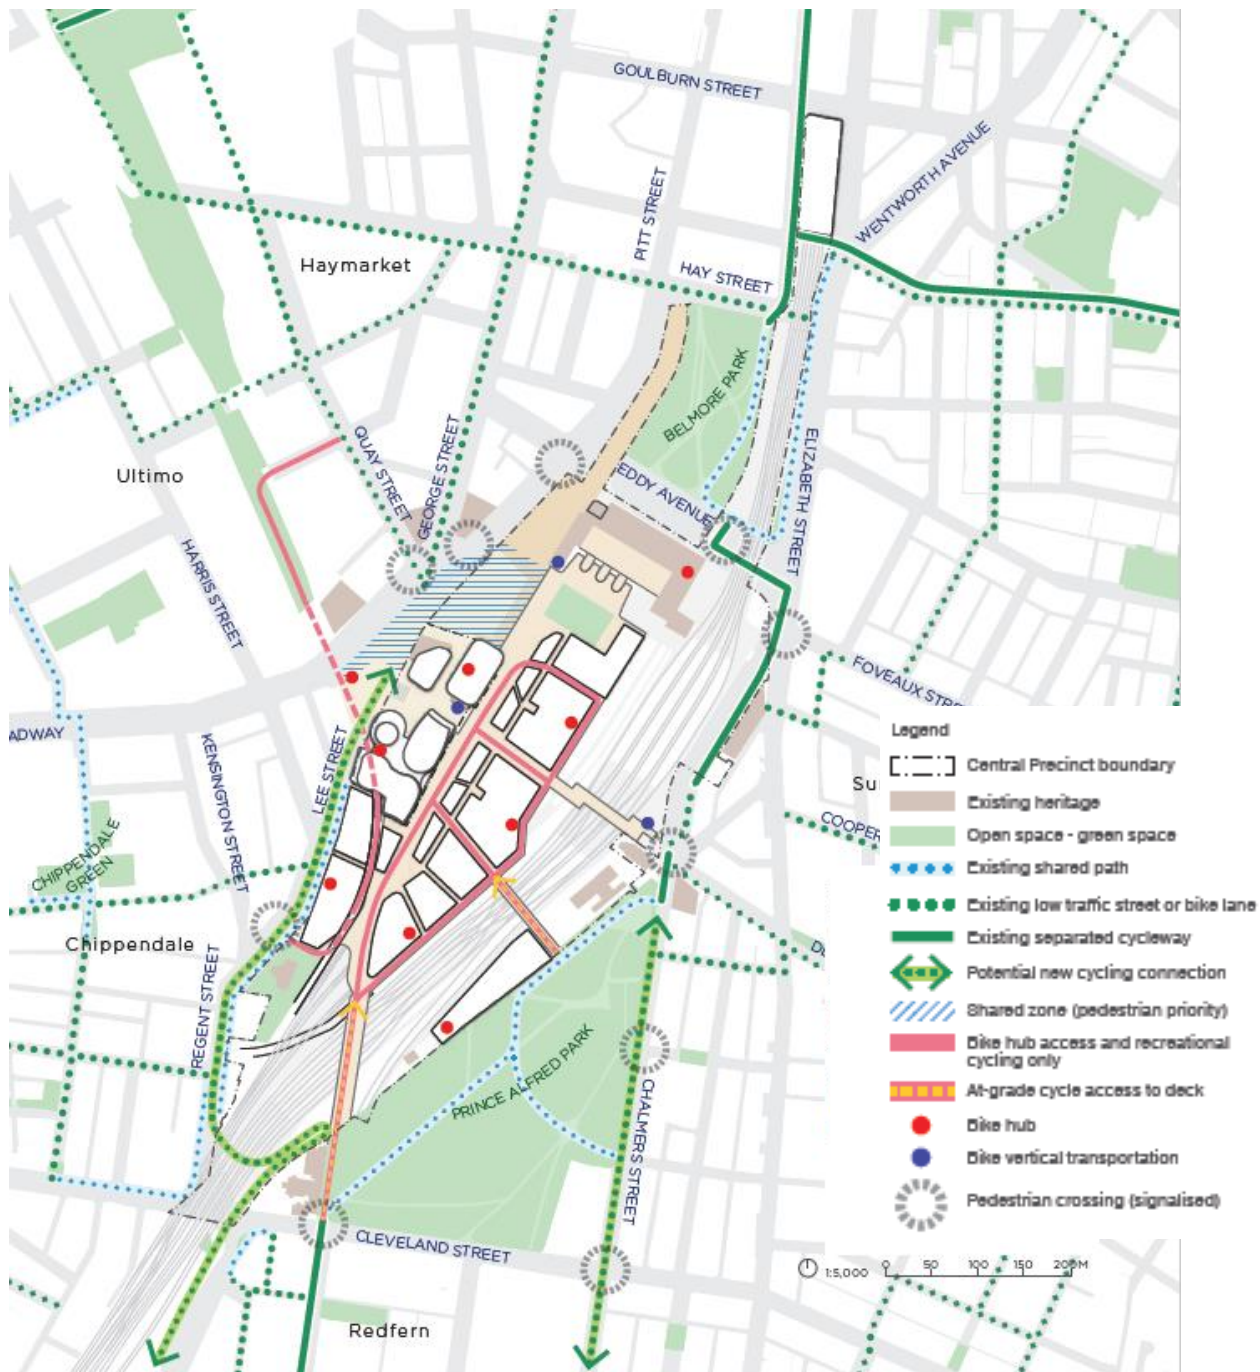 GOULBURN STREET
WENTWORTH AVENUE
PITT STREET
Haymarket
HAY STREET
BELMORE PARK
QUAY STREET
GEORGE STREET
Ultimo
EDDY AVENUE
ELIZABETH STREET
HARRIS STREET
FOVEAUX STRE
ADWAY
KENSINGTON STREET
LEE STREET
Su
COOPER
CHIPPENDALE
GREEN
Chippendale
REGENT STREET
PRINCE ALFRED PARK
CHALMERS STREET
CLEVELAND STREET
Redfern
Legend
Central Precinct boundary
Existing heritage
Open space - green space
Existing shared path
Existing low traffic street or bike lane
Existing separated cycleway
Potential new cycling connection
Shared zone (pedestrian priority)
Bike hub access and recreational
cycling only
At-grade cycle access to deck
Bike hub
Bike vertical transportation
Pedestrian crossing (signalised)
1:5,000 0 50 100 150 200M